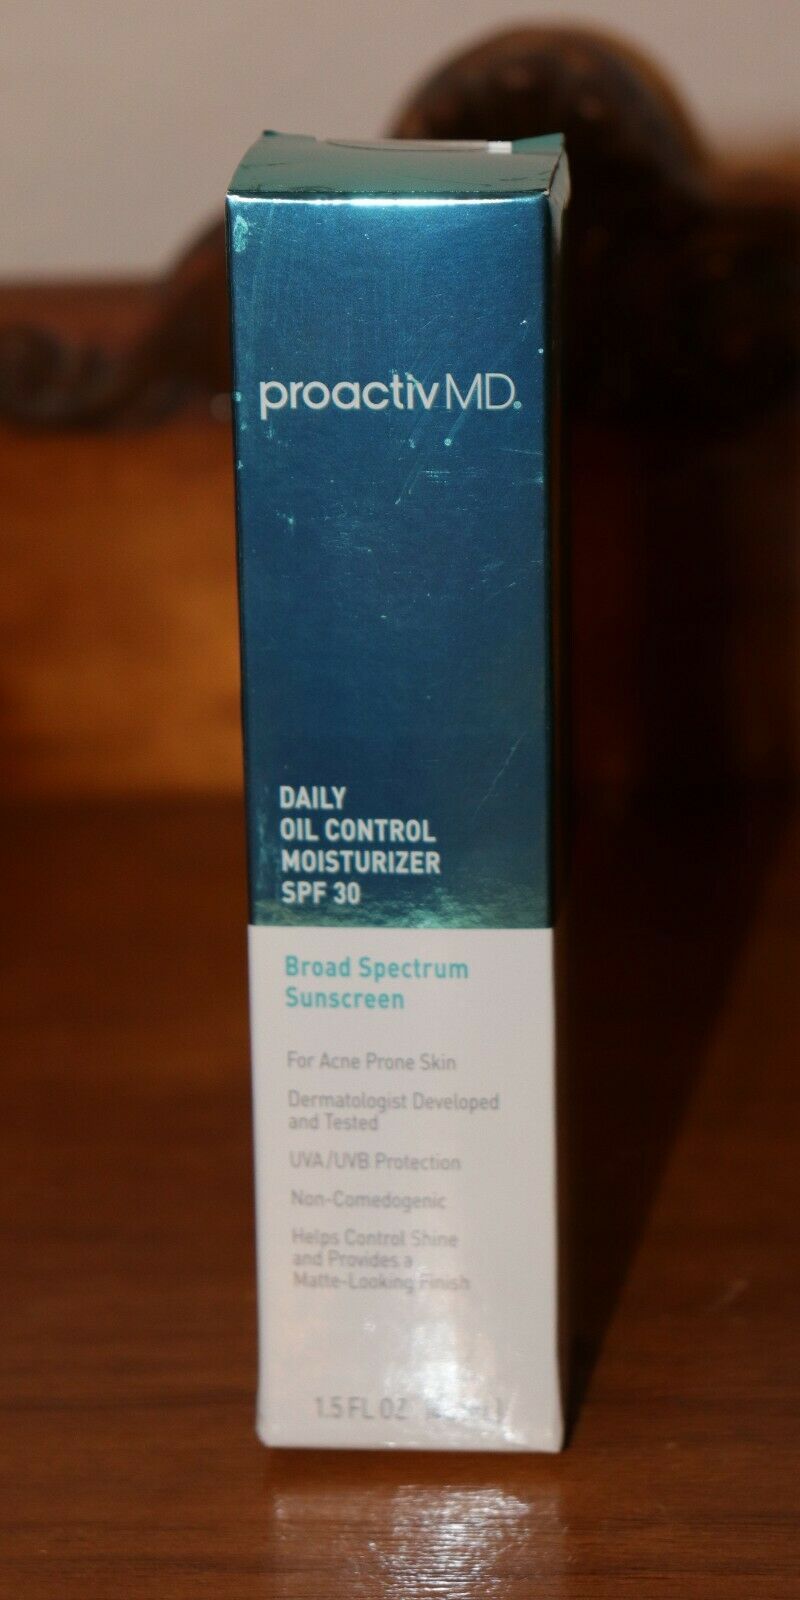 proactivMD®
DAILY
OIL CONTROL
MOISTURIZER
SPF 30
Broad Spectrum
Sunscreen
For Acne Prone Skin
Dermatologist Developed
and Tested
UVA/UVB Protection
Non-Comedogenic
Helps Control Shine
and Provides a
Matte-Looking Finish
1.5 FL OZ